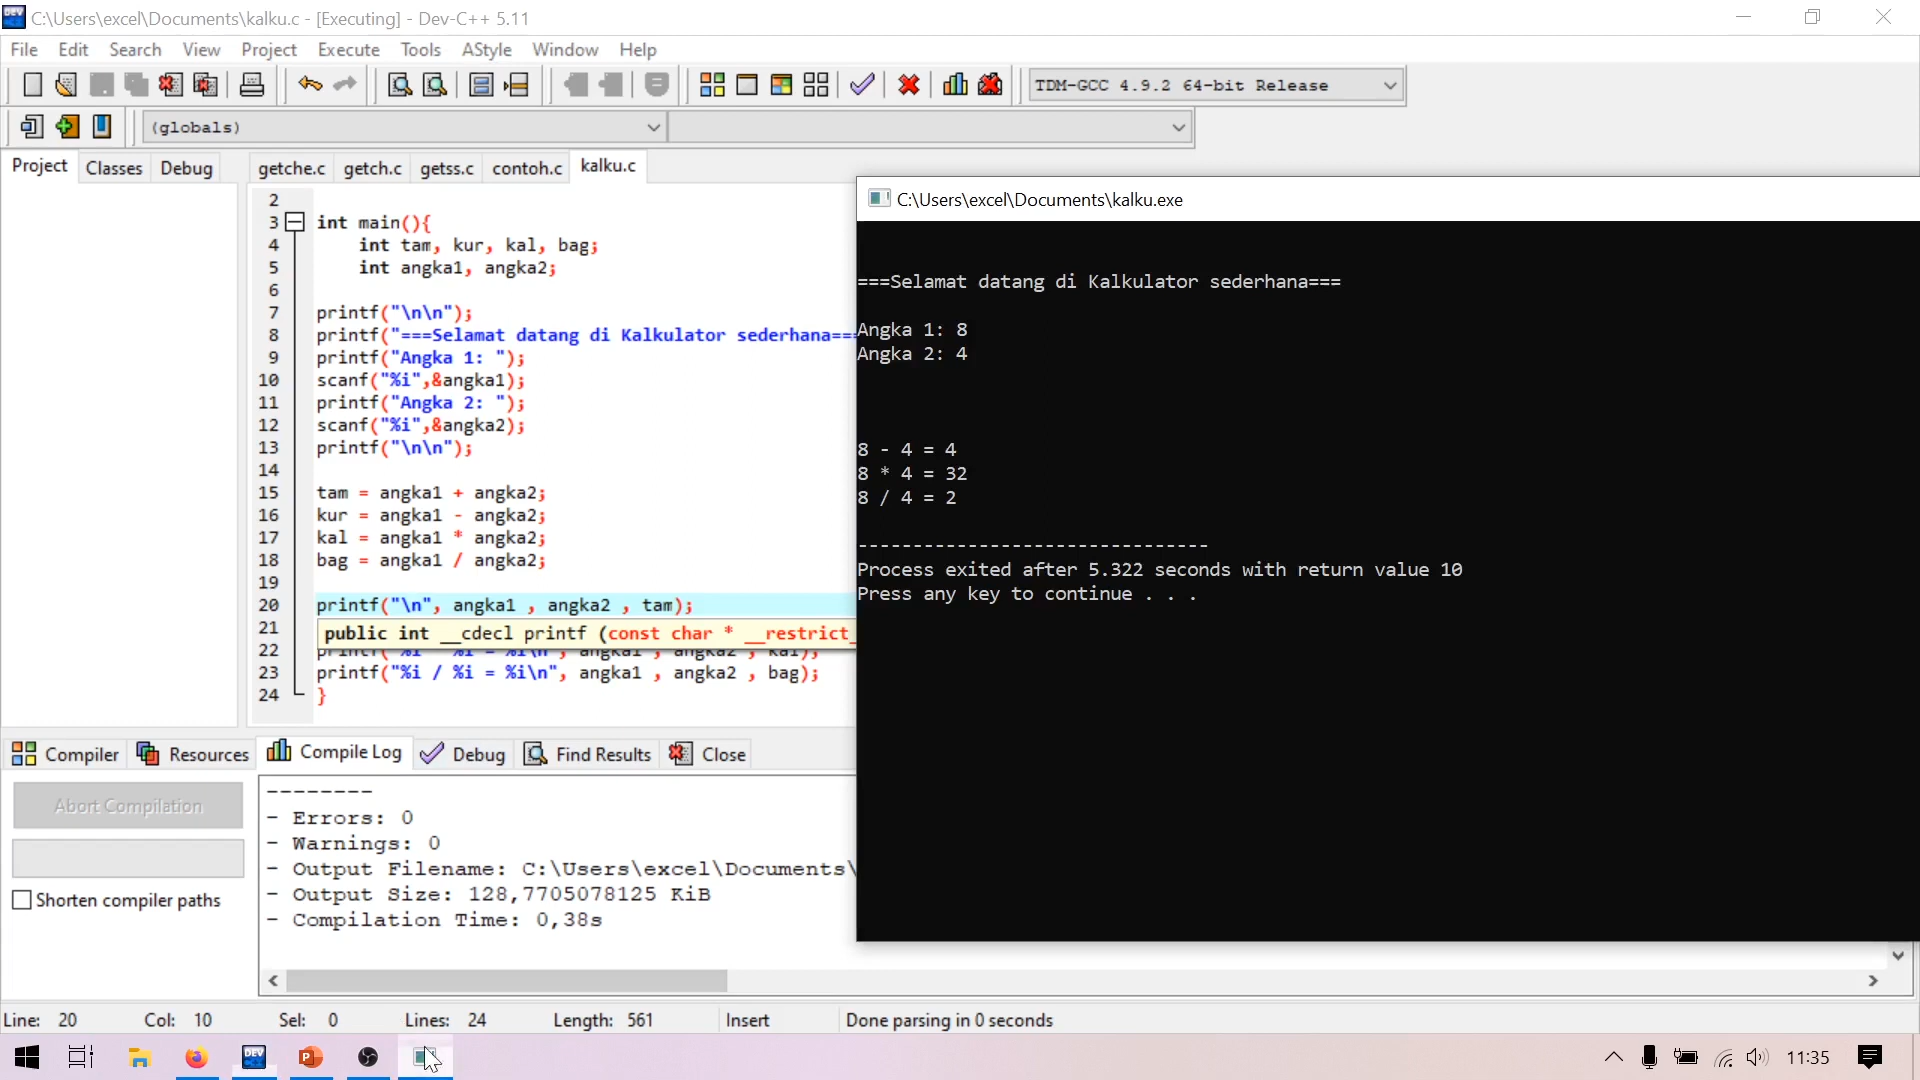 C:\Users\excel\Documents\kalku.c - [Executing] - Dev-C++ 5.11
File Edit Search View Project Execute Tools AStyle Window Help
TDM-GCC 4.9.2 64-bit Release
(globals)
Project Classes Debug
getche.c getch.c getss.c contoh.c kalku.c
2
3 int main(){
4 int tam, kur, kal, bag;
5 int angka1, angka2;
6
7 printf("\n\n");
8 printf("===Selamat datang di Kalkulator sederhana==
9 printf("Angka 1: ");
10 scanf("%i",&angka1);
11 printf("Angka 2: ");
12 scanf("%i",&angka2);
13 printf("\n\n");
14
15 tam = angka1 + angka2;
16 kur = angka1 - angka2;
17 kal = angka1 * angka2;
18 bag = angka1 / angka2;
19
20 printf("\n", angka1 , angka2 , tam);
21
public int __cdecl printf (const char * __restrict_
22 printf( %i %i = %i\n", angka1 , angka2 , kal);
23 printf("%i / %i = %i\n", angka1 , angka2 , bag);
24 }
C:\Users\excel\Documents\kalku.exe
===Selamat datang di Kalkulator sederhana===
Angka 1: 8
Angka 2: 4
8 - 4 = 4
8 * 4 = 32
8 / 4 = 2
--------------------------------
Process exited after 5.322 seconds with return value 10
Press any key to continue . . .
Compiler Resources Compile Log Debug Find Results Close
Abort Compilation
Shorten compiler paths
--------
- Errors: 0
- Warnings: 0
- Output Filename: C:\Users\excel\Documents\
- Output Size: 128,7705078125 KiB
- Compilation Time: 0,38s
Line: 20 Col: 10 Sel: 0 Lines: 24 Length: 561 Insert Done parsing in 0 seconds
DEV
11:35